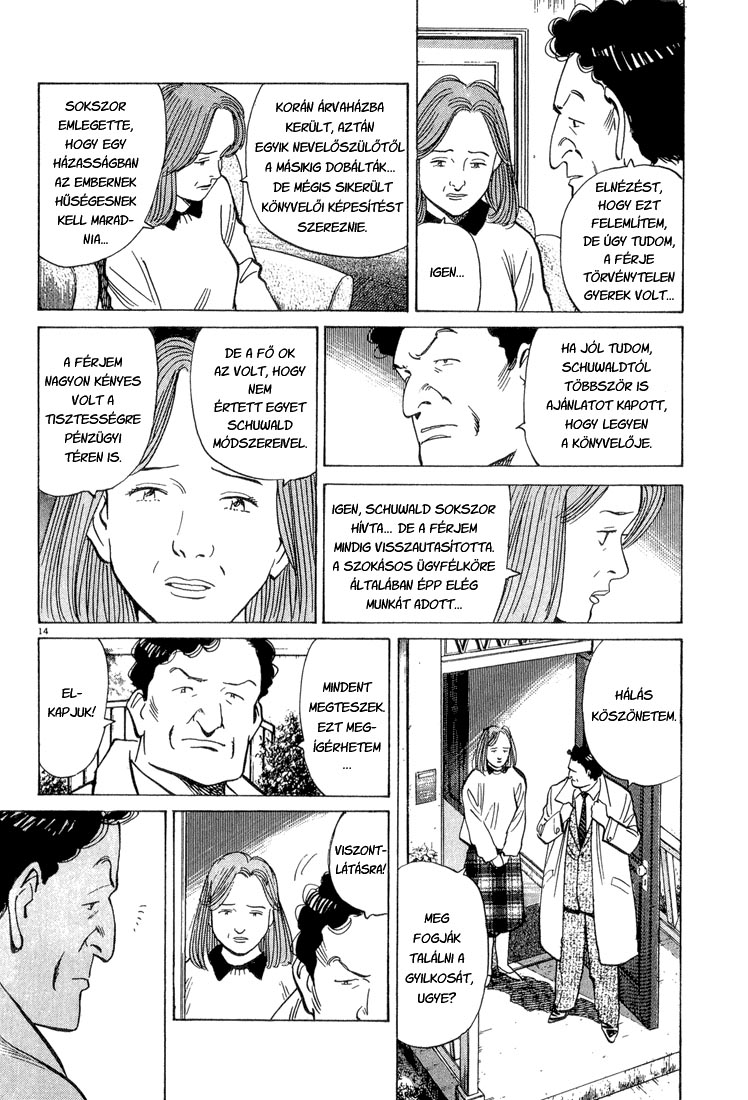 ELNÉZÉST,
HOGY EZT
FELEMLÍTEM,
DE ÚGY TUDOM,
A FÉRJE
TÖRVÉNYTELEN
GYEREK VOLT...
IGEN...
KORÁN ÁRVAHÁZBA
KERÜLT, AZTÁN
EGYIK NEVELŐSZÜLŐTŐL
A MÁSIKIG DOBÁLTÁK...
DE MÉGIS SIKERÜLT
KÖNYVELŐI KÉPESÍTÉST
SZEREZNIE.
SOKSZOR
EMLEGETTE,
HOGY EGY
HÁZASSÁGBAN
AZ EMBERNEK
HŰSÉGESNEK
KELL MARAD-
NIA...
HA JÓL TUDOM,
SCHUWALDTÓL
TÖBBSZÖR IS
AJÁNLATOT KAPOTT,
HOGY LEGYEN
A KÖNYVELŐJE.
IGEN, SCHUWALD SOKSZOR
HÍVTA... DE A FÉRJEM
MINDIG VISSZAUTASÍTOTTA.
A SZOKÁSOS ÜGYFÉLKÖRE
ÁLTALÁBAN ÉPP ELÉG
MUNKÁT ADOTT...
DE A FŐ OK
AZ VOLT, HOGY
NEM
ÉRTETT EGYET
SCHUWALD
MÓDSZEREIVEL.
A FÉRJEM
NAGYON KÉNYES
VOLT A
TISZTESSÉGRE
PÉNZÜGYI
TÉREN IS.
14
HÁLÁS
KÖSZÖNETEM.
MEG
FOGJÁK
TALÁLNI A
GYILKOSÁT,
UGYE?
MINDENT
MEGTESZEK.
EZT MEG-
ÍGÉRHETEM
...
EL-
KAPJUK!
VISZONT-
LÁTÁSRA!